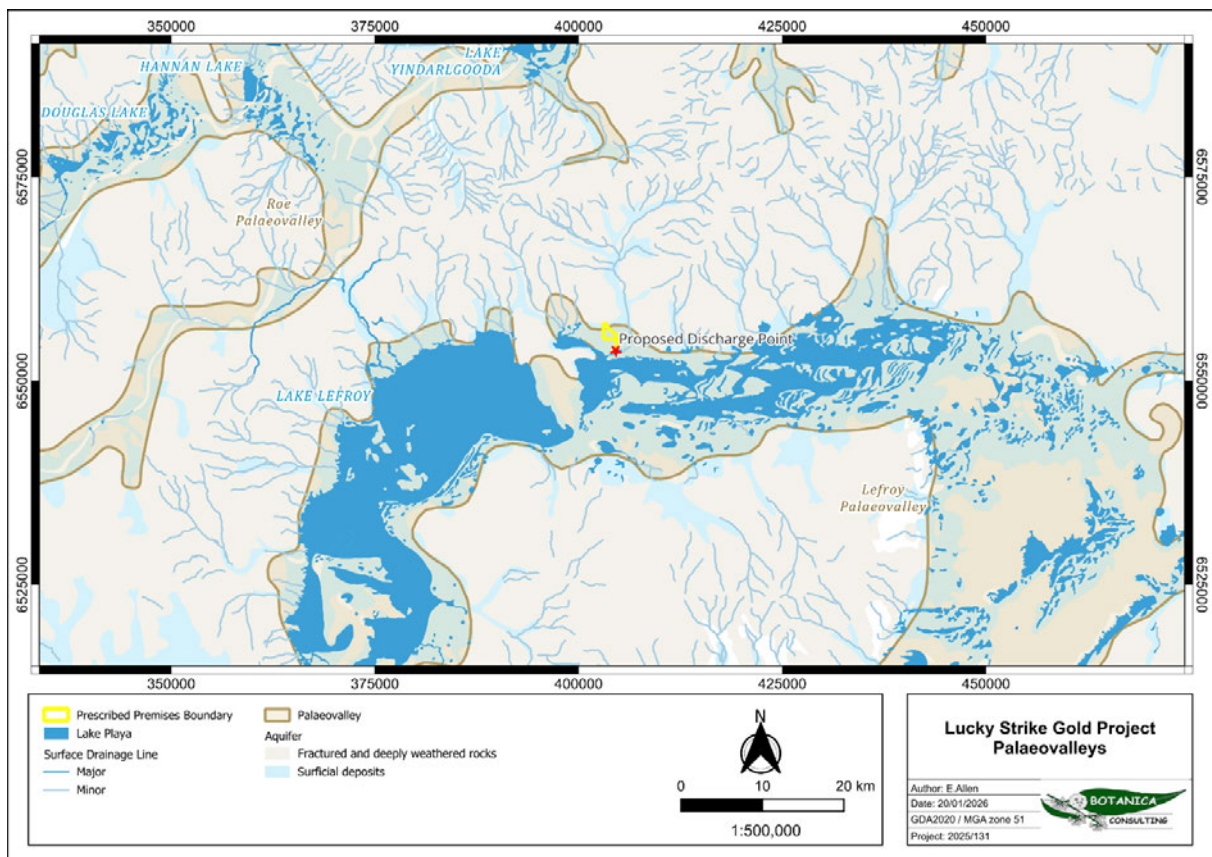 350000
375000
400000
425000
450000
HANNAN LAKE
LAKE
YINDARLGOODA
DOUGLAS LAKE
6575000
6575000
Roe
Palaeovalley
Proposed Discharge Point
6550000
6550000
LAKE LEFROY
Lefroy
Palaeovalley
6525000
6525000
350000
375000
400000
425000
450000
Prescribed Premises Boundary
Lake Playa
Surface Drainage Line
Major
Minor
Palaeovalley
Aquifer
Fractured and deeply weathered rocks
Surficial deposits
N
0 10 20 km
1:500,000
Lucky Strike Gold Project
Palaeovalleys
Author: E.Allen
Date: 20/01/2026
GDA2020 / MGA zone 51
Project: 2025/131
BOTANICA
CONSULTING